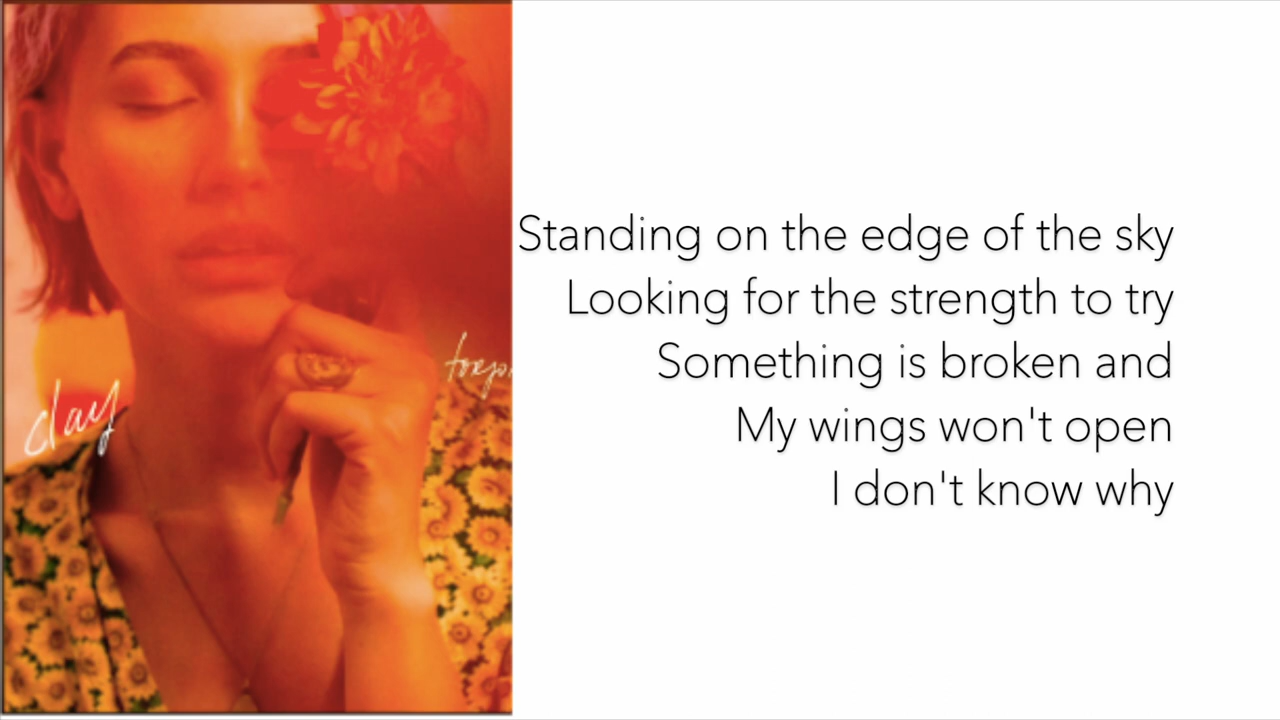 Standing on the edge of the sky
Looking for the strength to try
Something is broken and
My wings won't open
I don't know why
clay